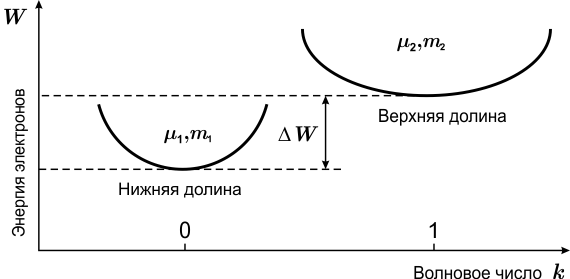 W
μ₂,m₂
Верхняя долина
μ₁,m₁
ΔW
Нижняя долина
Энергия электронов
0
1
Волновое число k